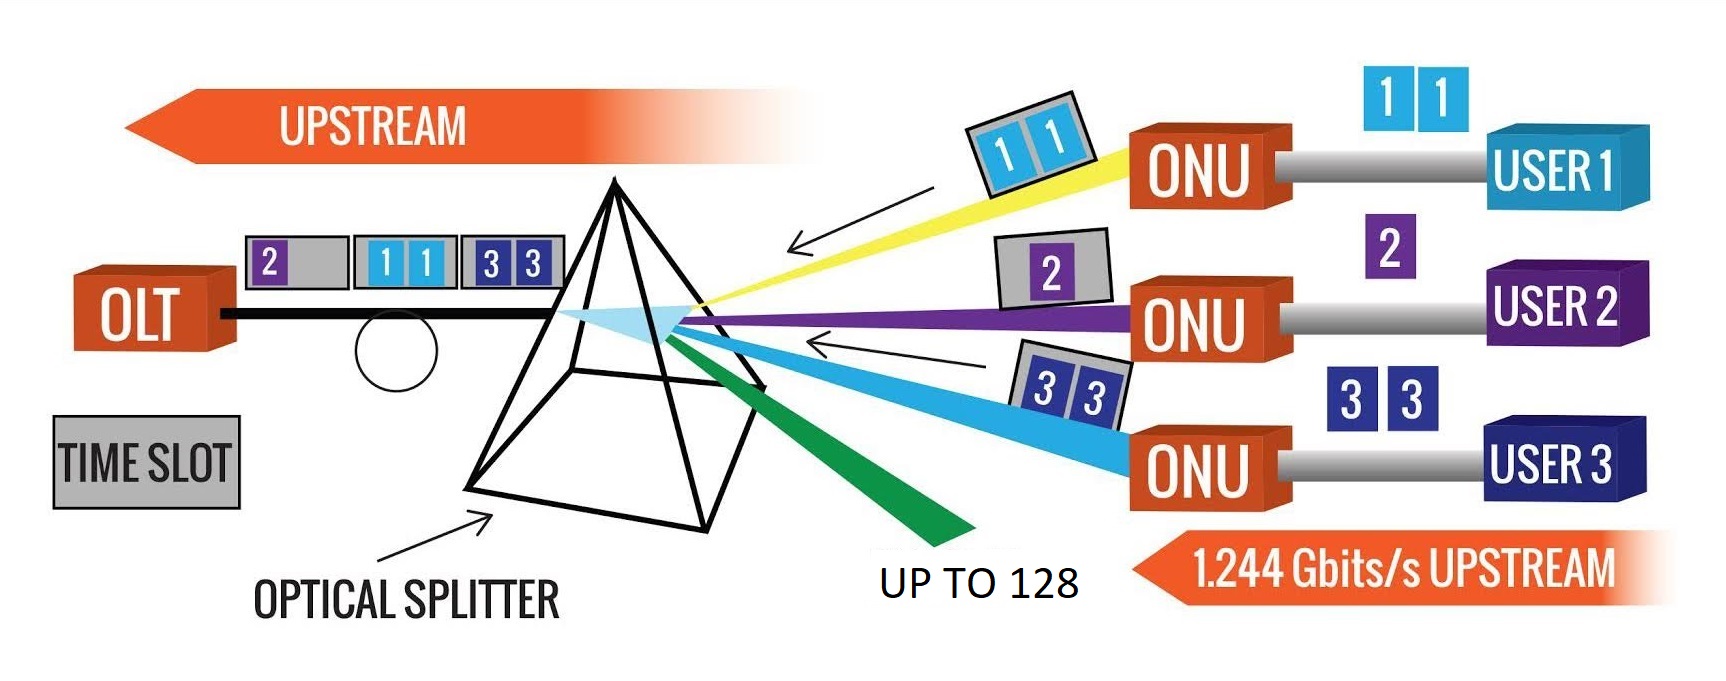 UPSTREAM
1 1
ONU
USER 1
1 1
2
ONU
USER 2
2
3 3
ONU
USER 3
3 3
OLT
2
1 1
3 3
TIME SLOT
OPTICAL SPLITTER
UP TO 128
1.244 Gbits/s UPSTREAM